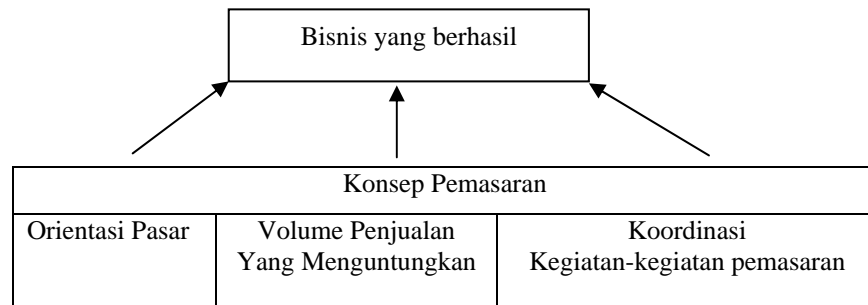 Bisnis yang berhasil
Konsep Pemasaran
Orientasi Pasar
Volume Penjualan
Yang Menguntungkan
Koordinasi
Kegiatan-kegiatan pemasaran